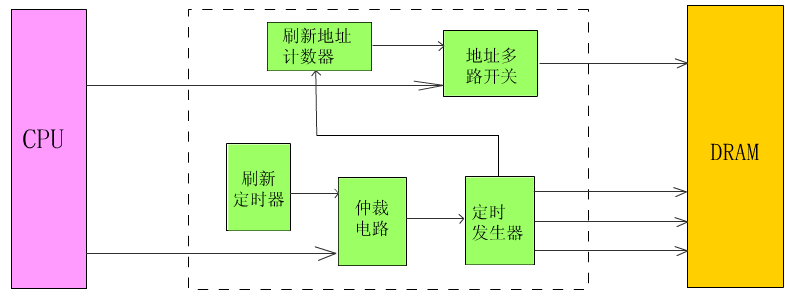 CPU
刷新地址
计数器
地址多
路开关
刷新
定时器
仲裁
电路
定时
发生器
DRAM